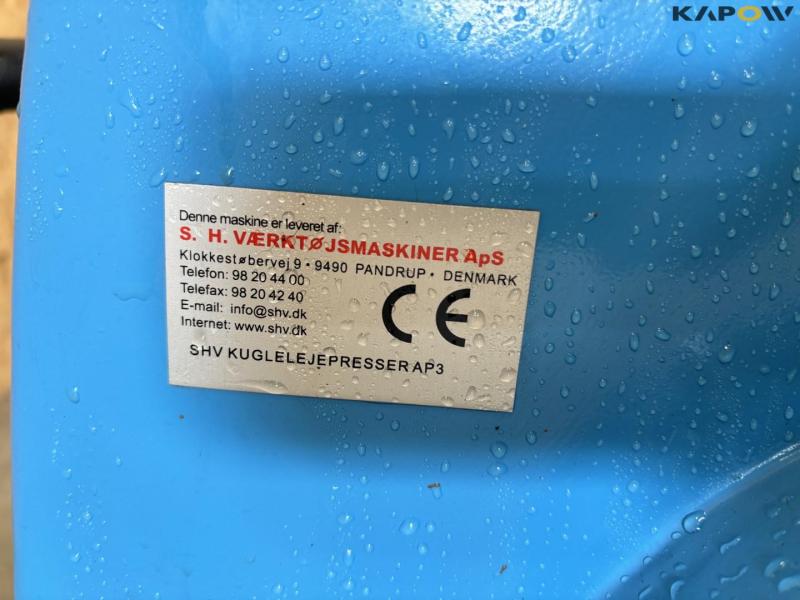 KAPOW
Denne maskine er leveret af:
S. H. VÆRKTØJSMASKINER ApS
Klokkestøbervej 9 • 9490 PANDRUP • DENMARK
Telefon: 98 20 44 00
Telefax: 98 20 42 40
E-mail: info@shv.dk
Internet: www.shv.dk
CE
SHV KUGLELEJEPRESSER AP3